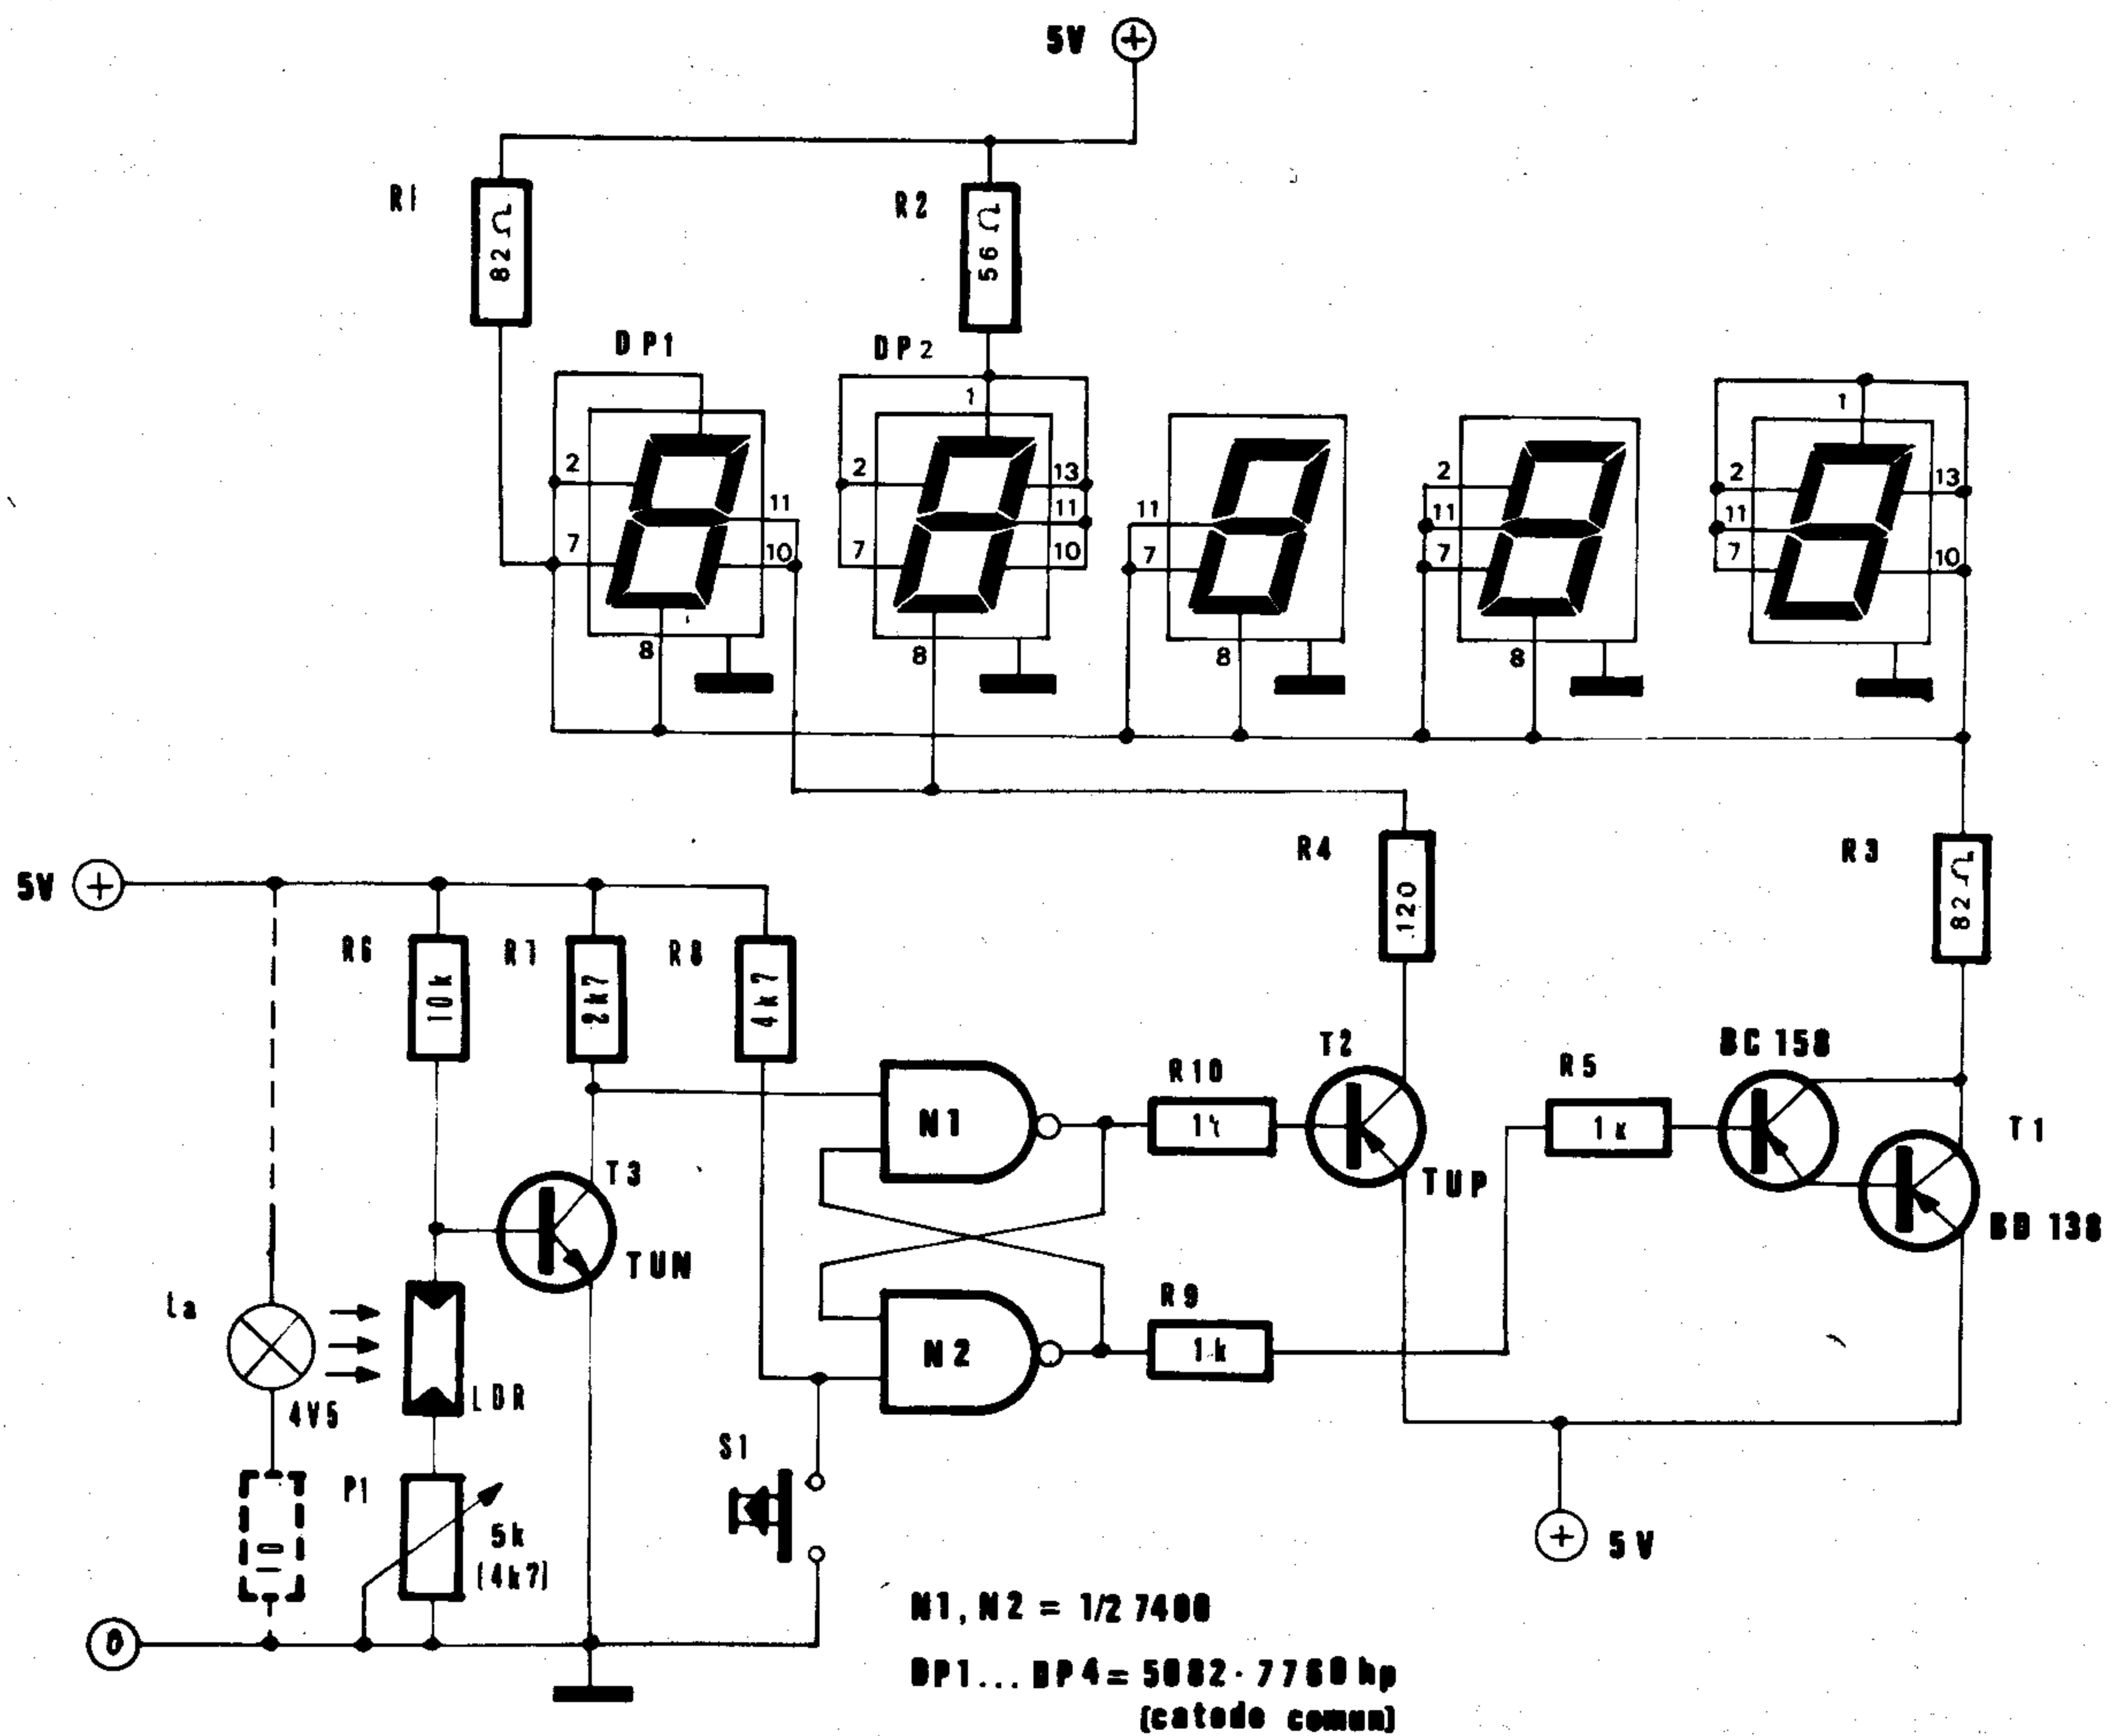 5V
R1
82Ω
R2
56Ω
DP1
DP2
1
1
2
11
7
10
8
2
13
11
7
10
8
11
7
8
2
11
7
8
2
13
11
7
10
R4
120
R3
82Ω
5V
R6
10k
R7
2k7
R8
4k7
N1
R10
1k
T2
TUP
R5
1k
BC 158
T1
BD 138
T3
TUN
La
4V5
LDR
N2
R9
1k
S1
P1
5k
(4k7)
10
0
5V
N1, N2 = 1/2 7400
DP1...DP4= 5082-7760 hp
(catodo comun)